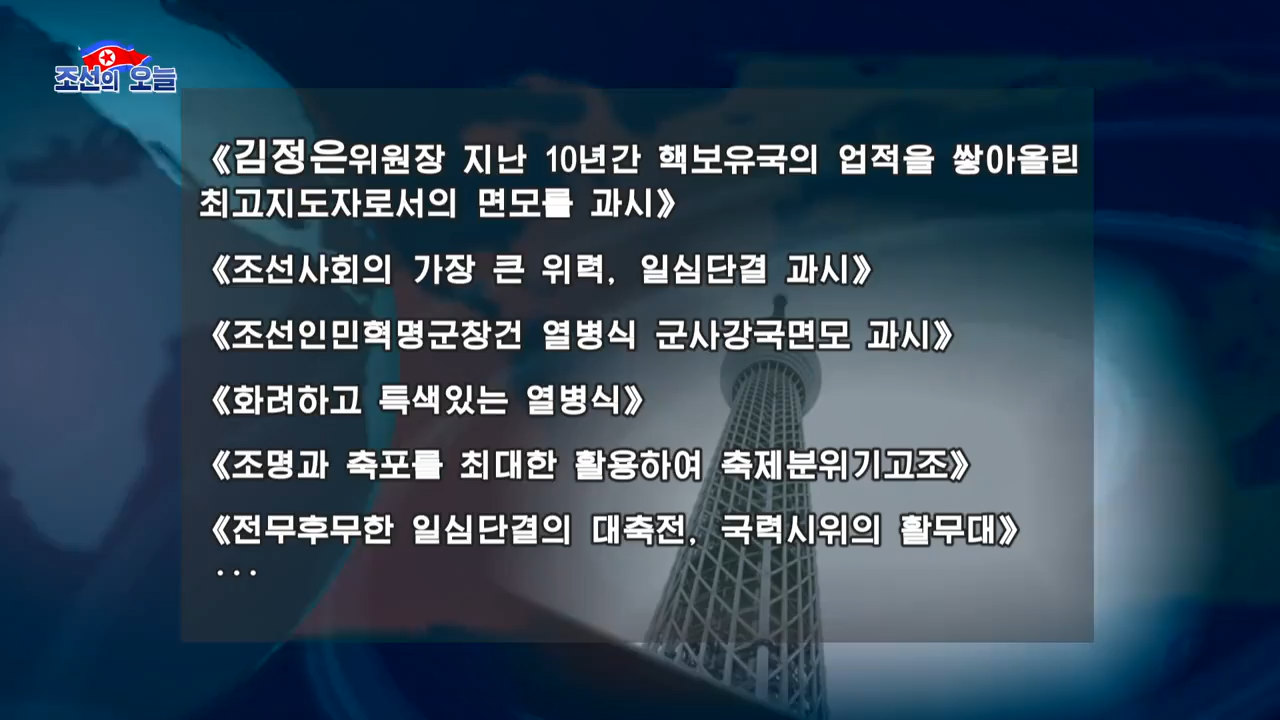 조선의 오늘
《김정은위원장 지난 10년간 핵보유국의 업적을 쌓아올린
최고지도자로서의 면모를 과시》
《조선사회의 가장 큰 위력, 일심단결 과시》
《조선인민혁명군창건 열병식 군사강국면모 과시》
《화려하고 특색있는 열병식》
《조명과 축포를 최대한 활용하여 축제분위기고조》
《전무후무한 일심단결의 대축전, 국력시위의 활무대》
...